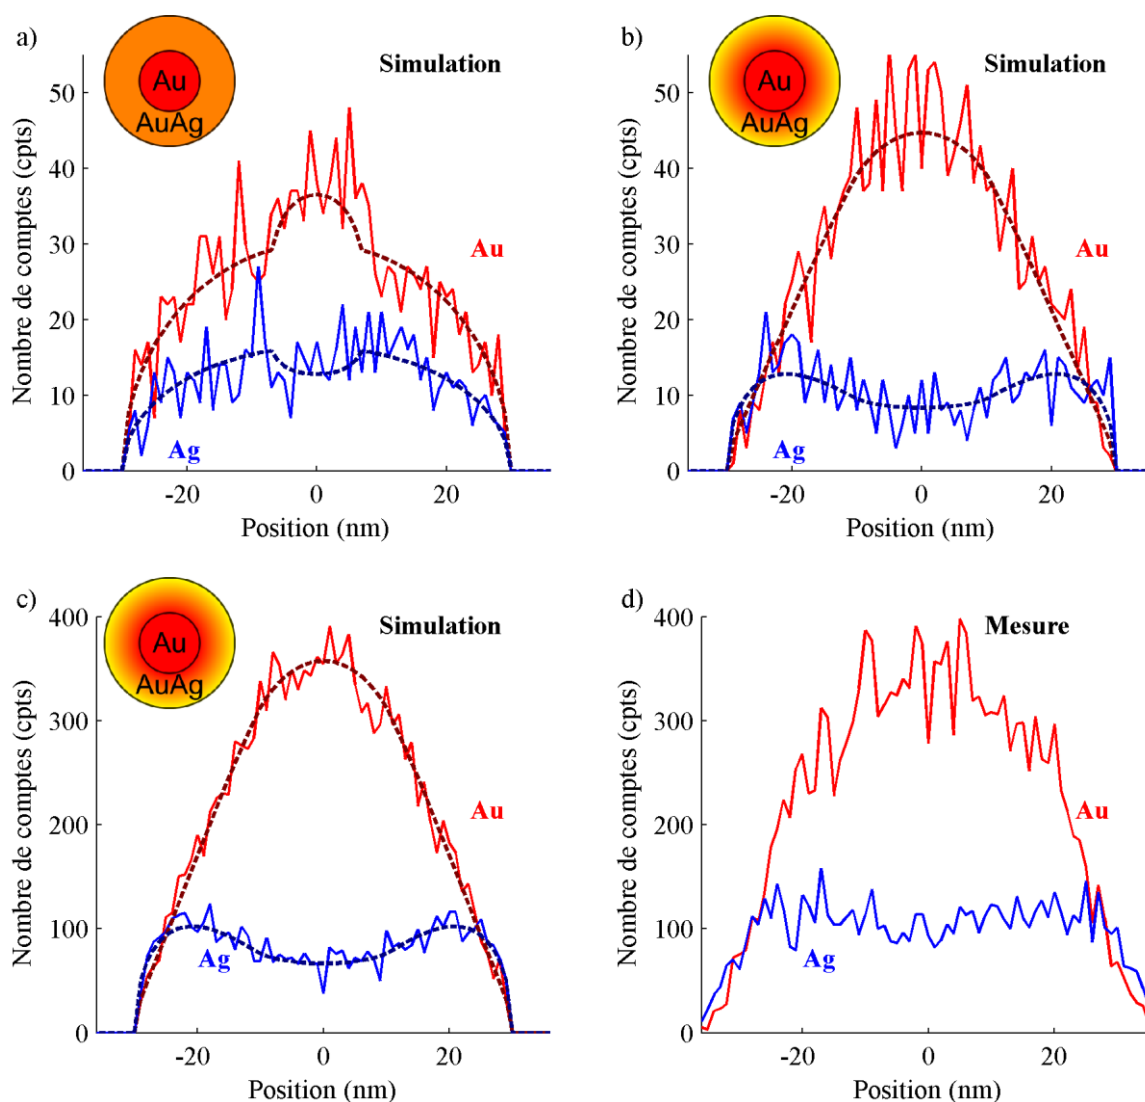 a)
Au
AuAg
Simulation
Nombre de comptes (cpts)
50
40
30
20
10
0
Au
Ag
-20 0 20
Position (nm)
b)
Au
AuAg
Simulation
Nombre de comptes (cpts)
50
40
30
20
10
0
Au
Ag
-20 0 20
Position (nm)
c)
Au
AuAg
Simulation
Nombre de comptes (cpts)
400
300
200
100
0
Au
Ag
-20 0 20
Position (nm)
d)
Mesure
Nombre de comptes (cpts)
400
300
200
100
0
Au
Ag
-20 0 20
Position (nm)